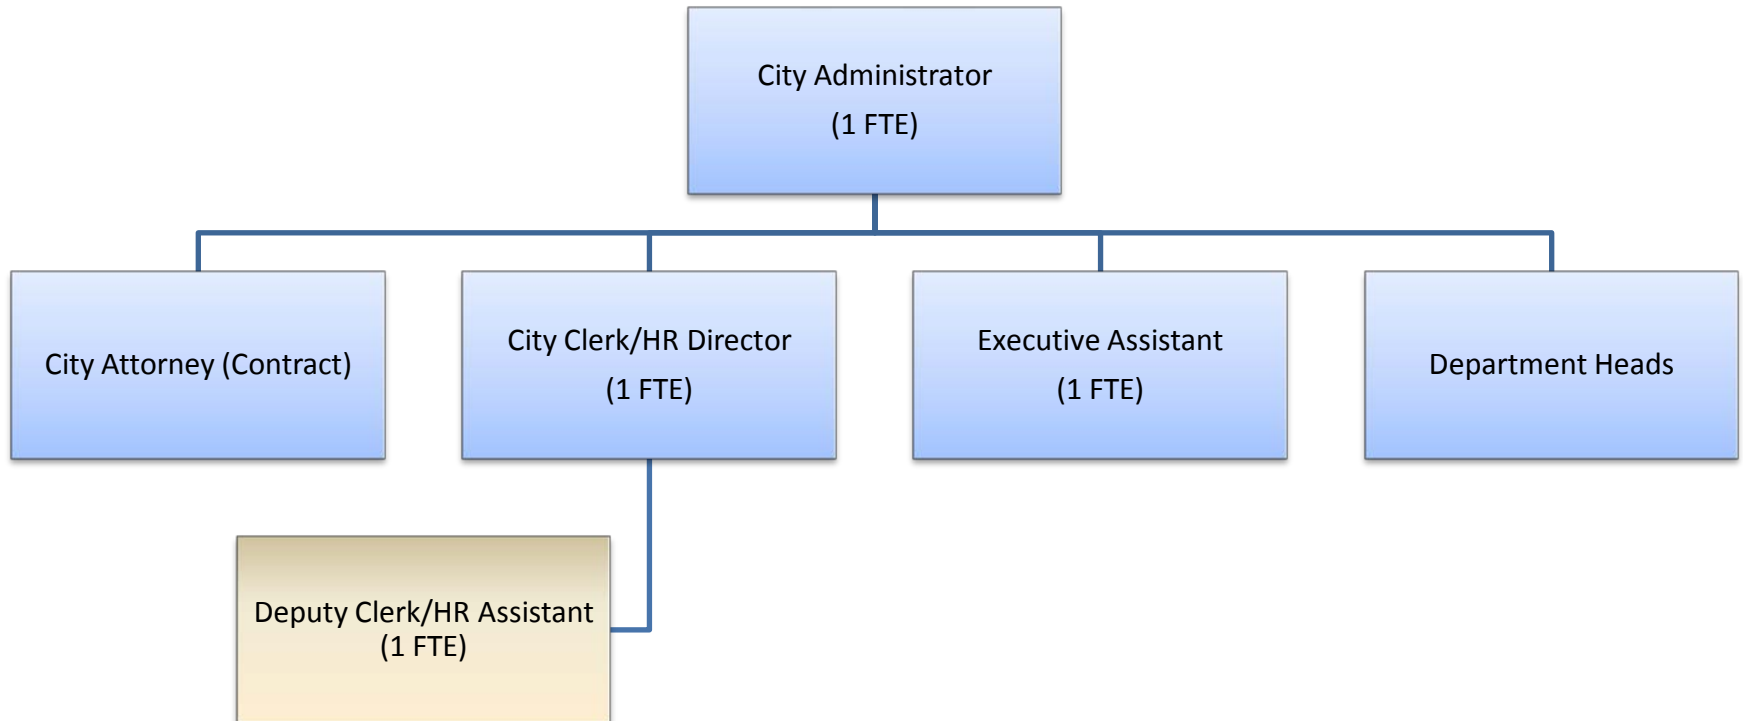 City Administrator
(1 FTE)
City Attorney (Contract)
City Clerk/HR Director
(1 FTE)
Executive Assistant
(1 FTE)
Department Heads
Deputy Clerk/HR Assistant
(1 FTE)